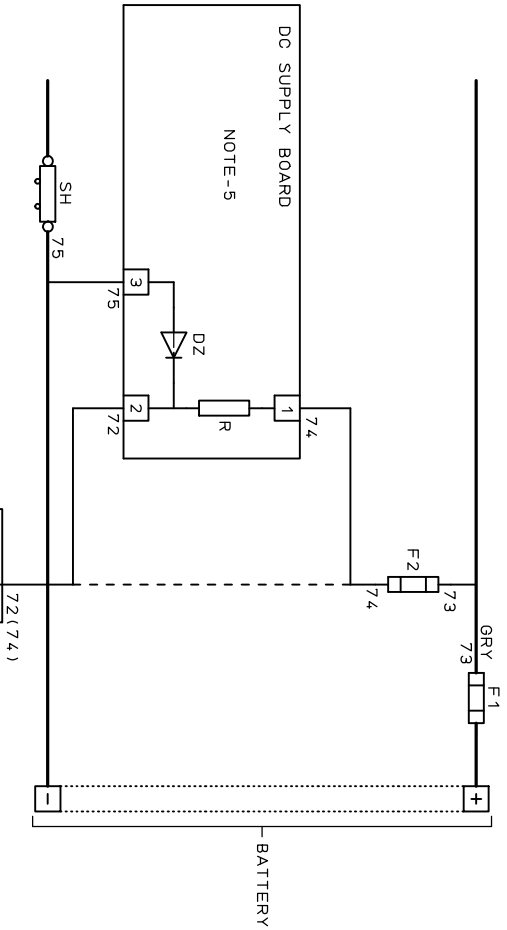 DC SUPPLY BOARD
NOTE-5
SH
75
3
75
DZ
2
72
R
1
74
F2
74
73
GRY
73
F1
72(74)
-
+
BATTERY